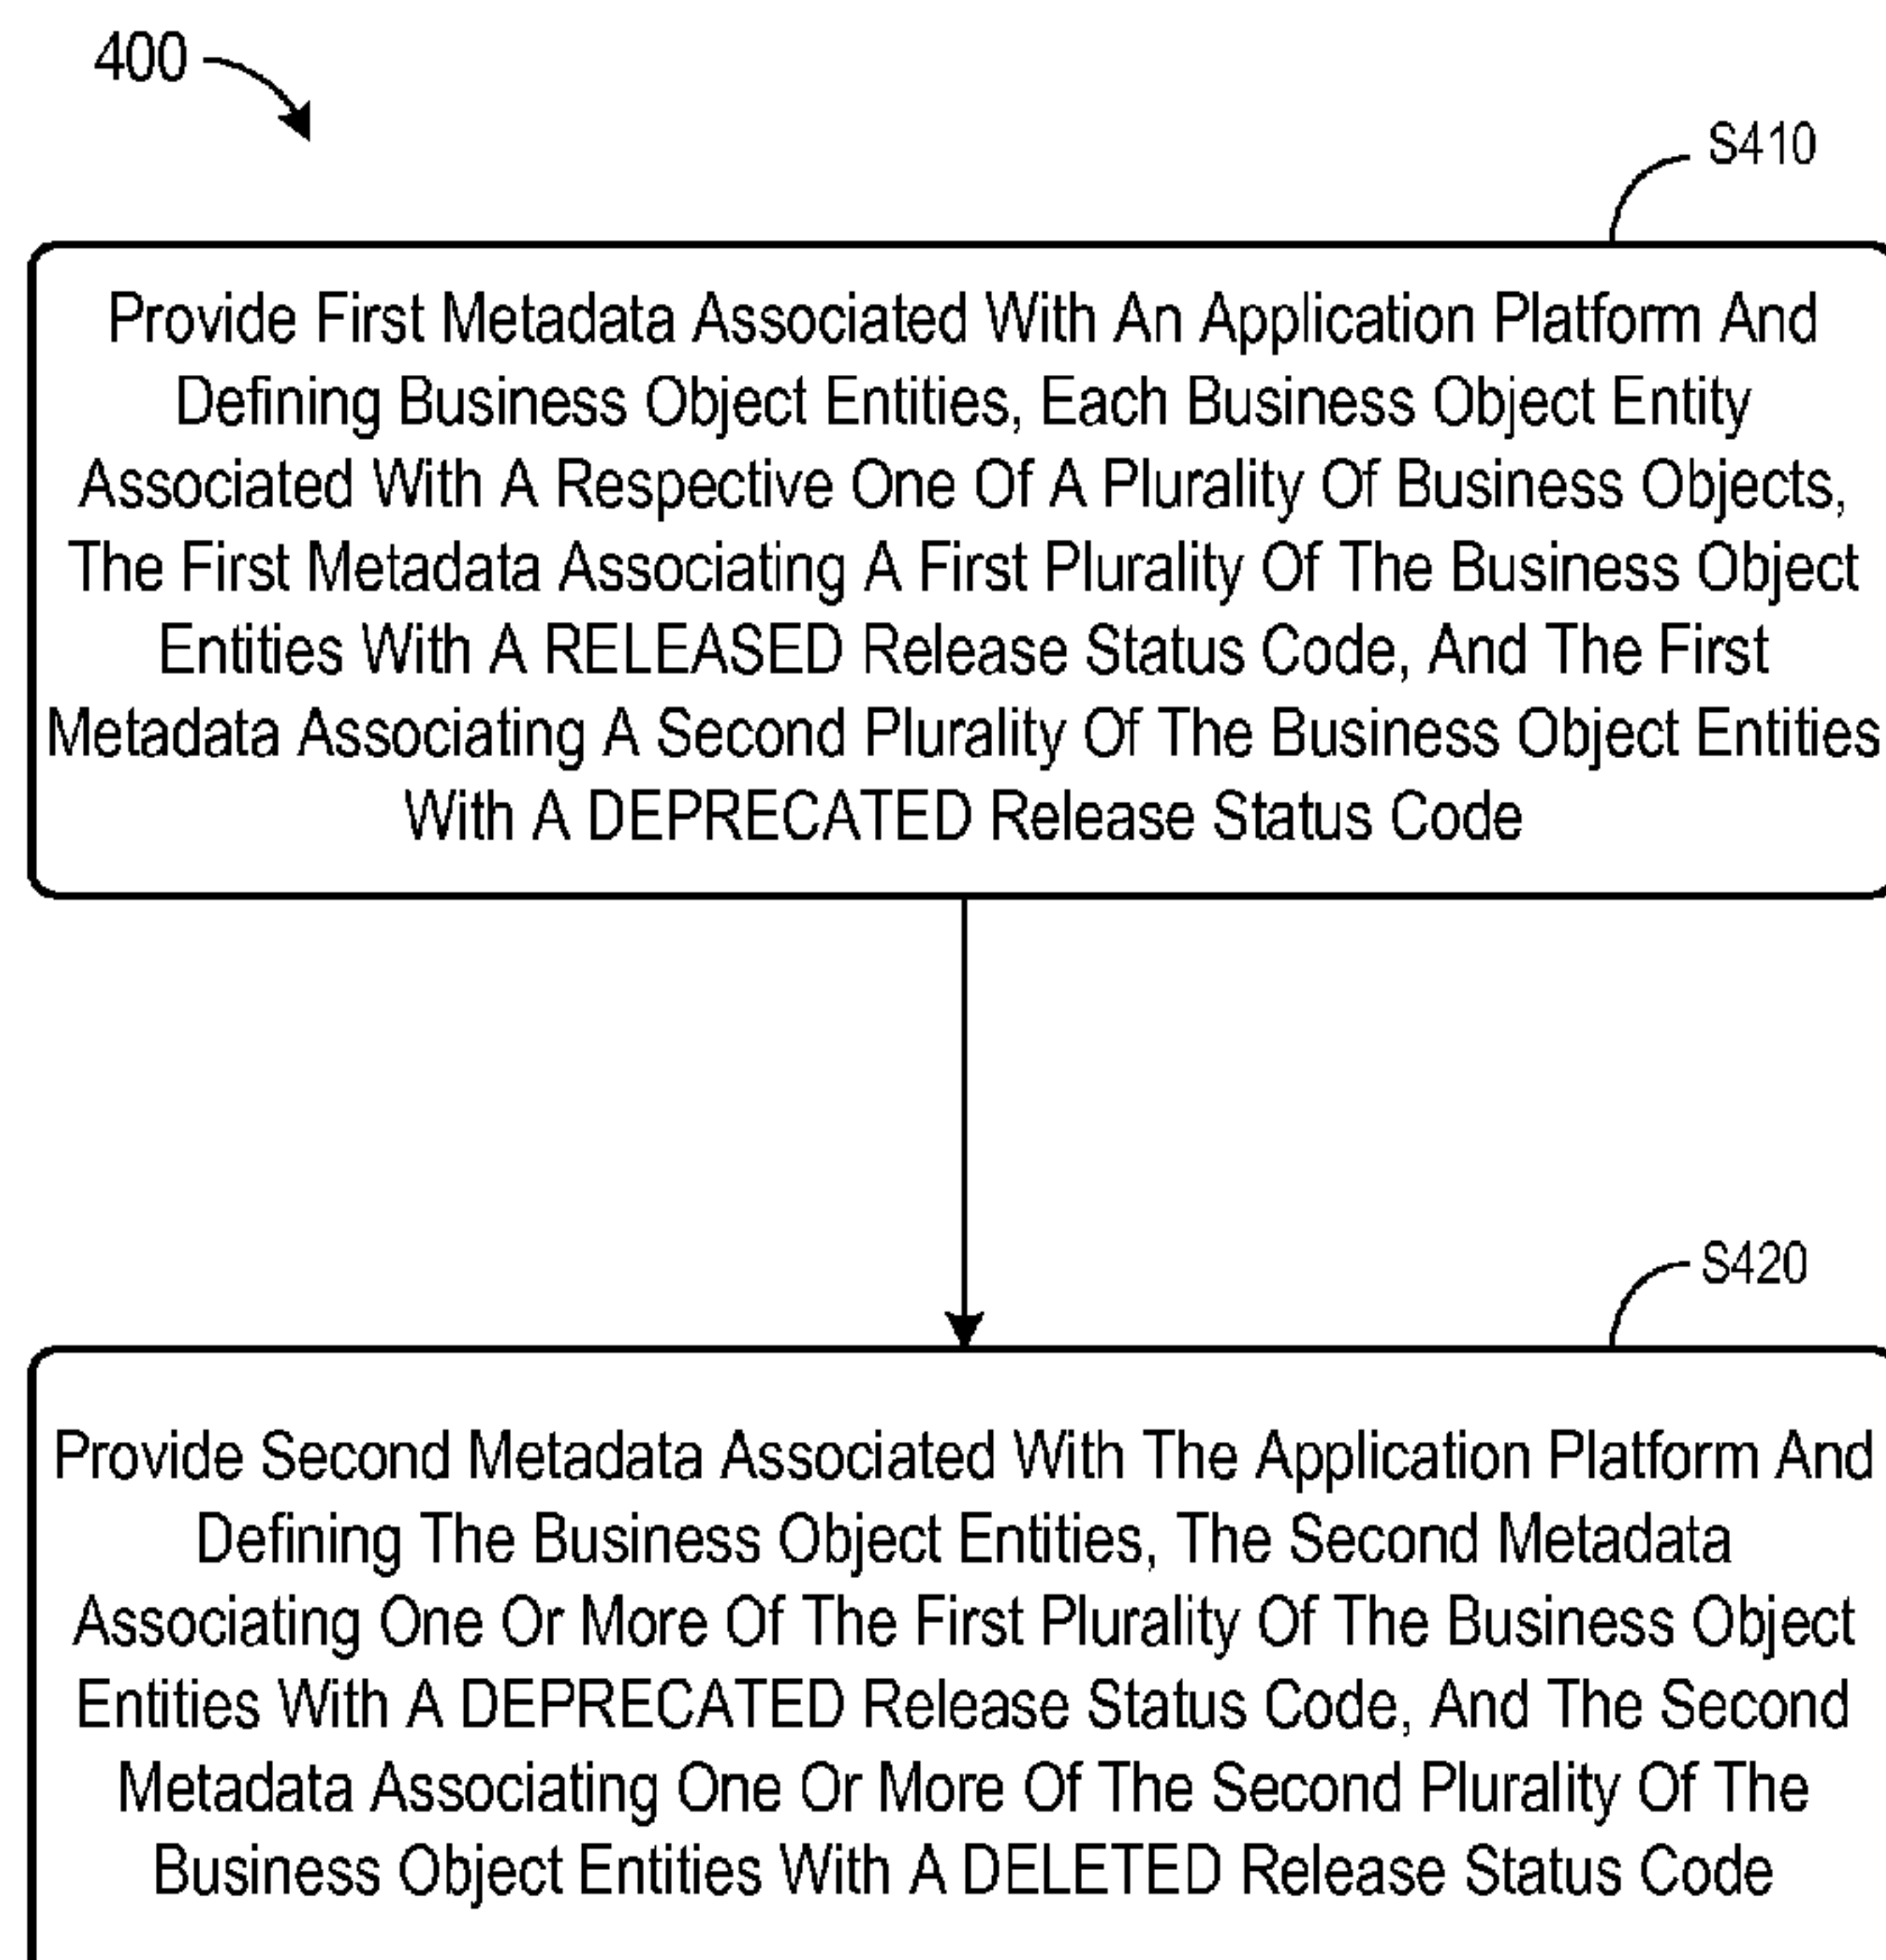 400
S410
Provide First Metadata Associated With An Application Platform And
Defining Business Object Entities, Each Business Object Entity
Associated With A Respective One Of A Plurality Of Business Objects,
The First Metadata Associating A First Plurality Of The Business Object
Entities With A RELEASED Release Status Code, And The First
Metadata Associating A Second Plurality Of The Business Object Entities
With A DEPRECATED Release Status Code
S420
Provide Second Metadata Associated With The Application Platform And
Defining The Business Object Entities, The Second Metadata
Associating One Or More Of The First Plurality Of The Business Object
Entities With A DEPRECATED Release Status Code, And The Second
Metadata Associating One Or More Of The Second Plurality Of The
Business Object Entities With A DELETED Release Status Code